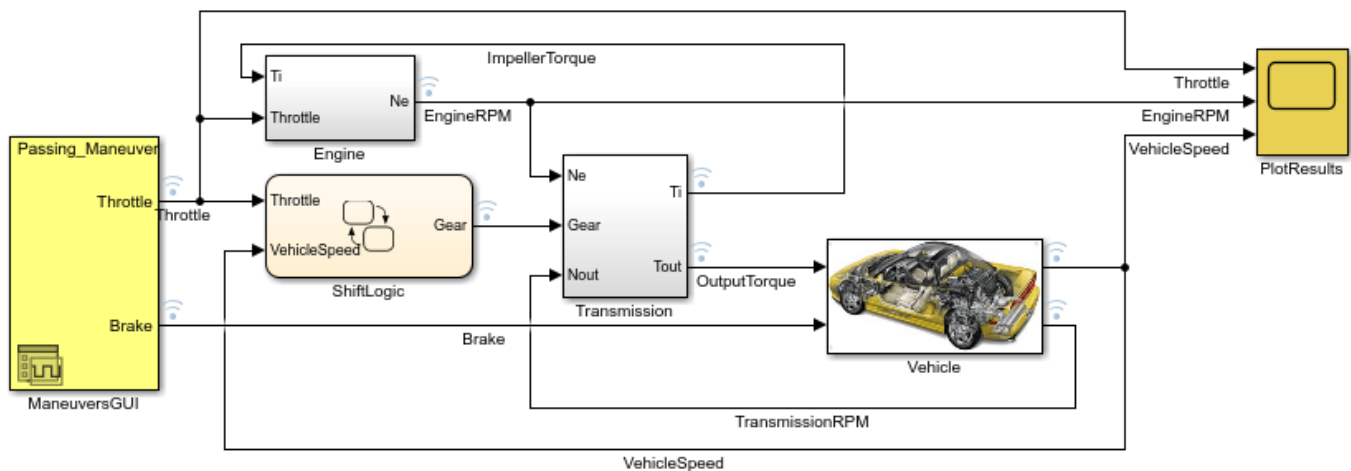 ImpellerTorque
Ti
Throttle
Ne
EngineRPM
Engine
Throttle
EngineRPM
VehicleSpeed
PlotResults
Passing_Maneuver
Throttle
Brake
ManeuversGUI
Throttle
Throttle
VehicleSpeed
Gear
ShiftLogic
Ne
Gear
Nout
Ti
Tout
Transmission
OutputTorque
Brake
Vehicle
TransmissionRPM
VehicleSpeed